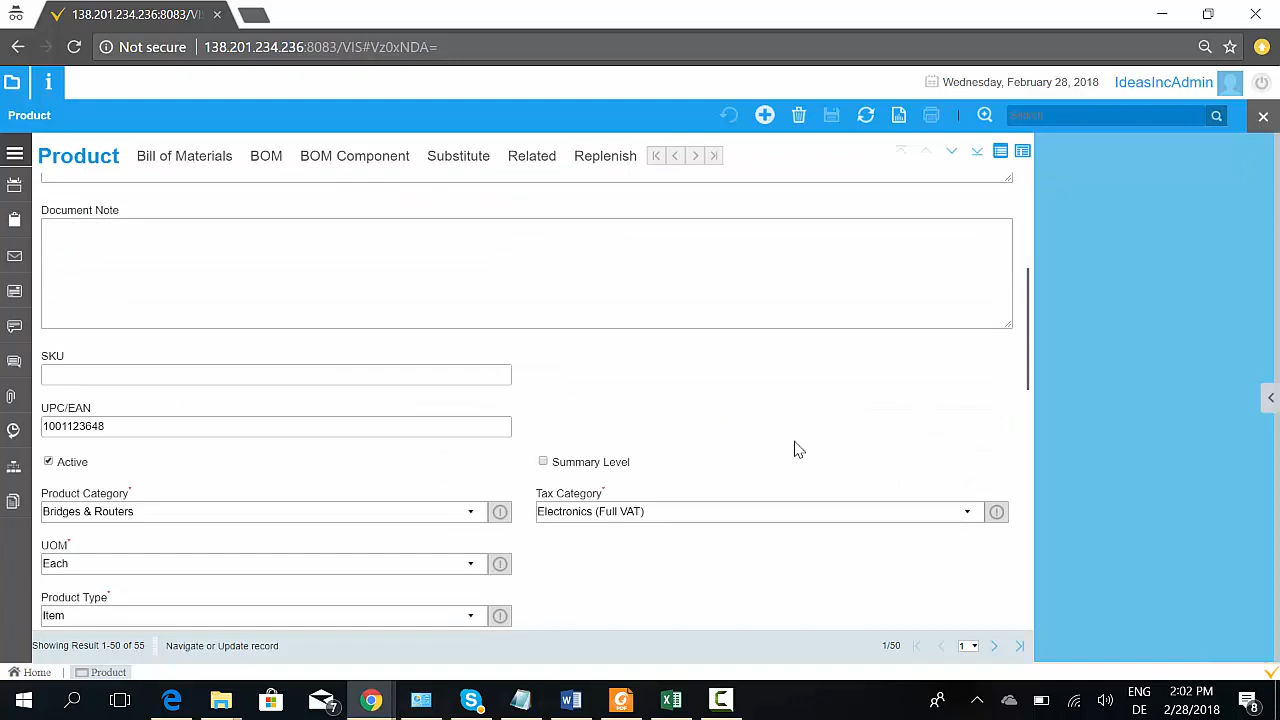 138.201.234.236:8083/VIS
Not secure
138.201.234.236:8083/VIS#Vz0xNDA=
Wednesday, February 28, 2018
IdeasIncAdmin
Product
Search
Product
Bill of Materials
BOM
BOM Component
Substitute
Related
Replenish
Document Note
SKU
UPC/EAN
1001123648
Active
Summary Level
Product Category*
Tax Category*
Bridges & Routers
Electronics (Full VAT)
UOM*
Each
Product Type*
Item
Showing Result 1-50 of 55
Navigate or Update record
1/50
1
Home
Product
7
ENG
DE
2:02 PM
2/28/2018
8